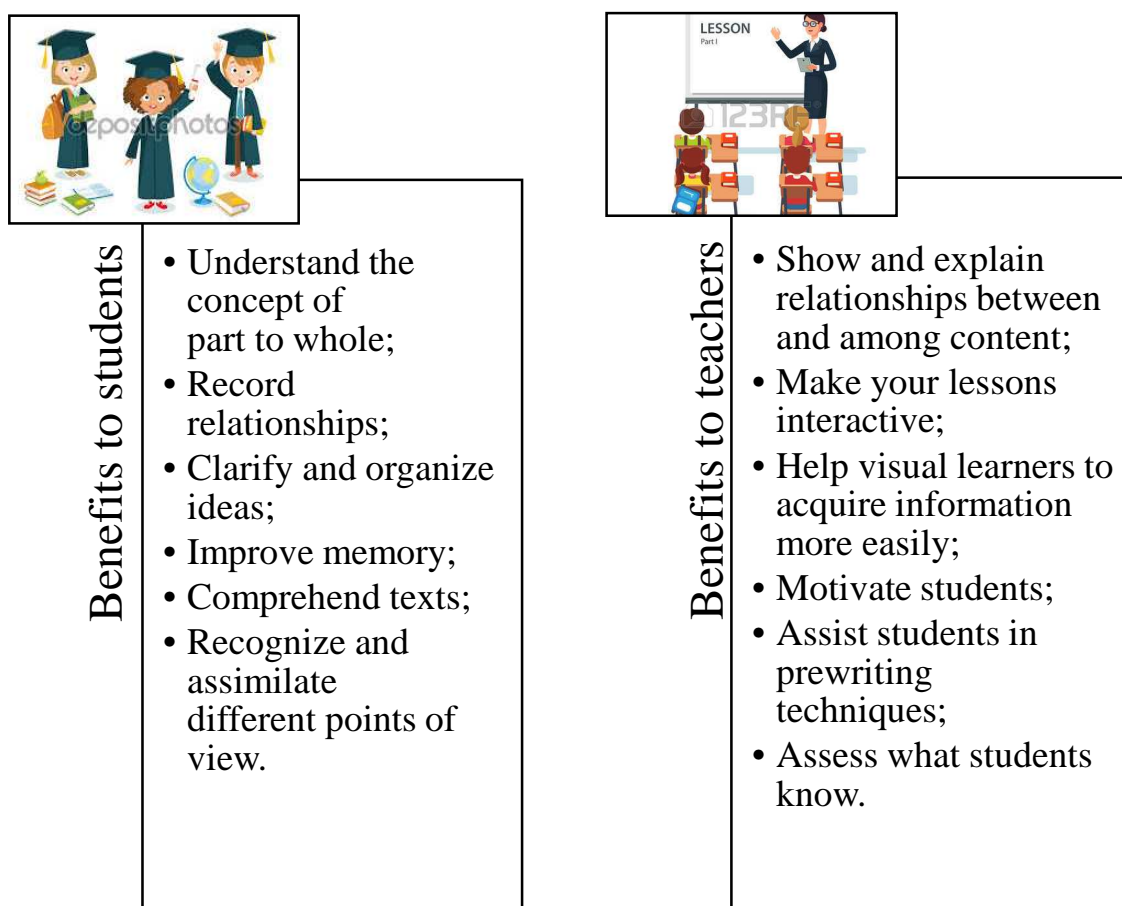 depositphotos
Benefits to students
• Understand the
concept of
part to whole;
• Record
relationships;
• Clarify and organize
ideas;
• Improve memory;
• Comprehend texts;
• Recognize and
assimilate
different points of
view.
LESSON
Part I
123RF
Benefits to teachers
• Show and explain
relationships between
and among content;
• Make your lessons
interactive;
• Help visual learners to
acquire information
more easily;
• Motivate students;
• Assist students in
prewriting
techniques;
• Assess what students
know.